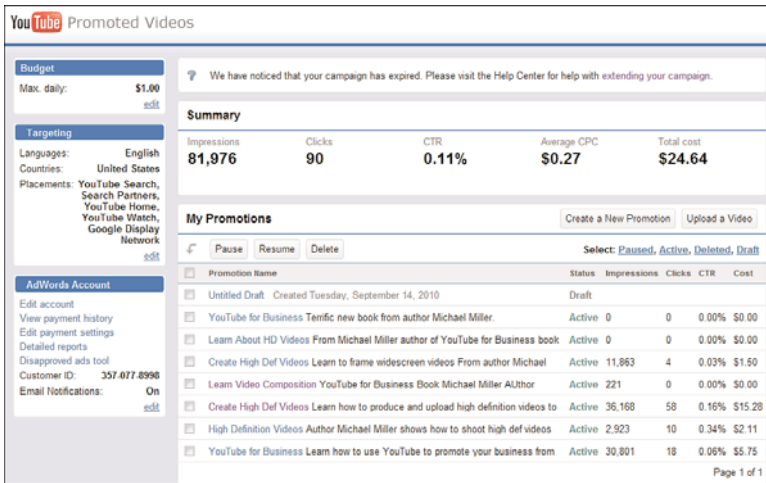 YouTube Promoted Videos
Budget
Max. daily: $1.00
edit
Targeting
Languages: English
Countries: United States
Placements: YouTube Search,
Search Partners,
YouTube Home,
YouTube Watch,
Google Display
Network
edit
AdWords Account
Edit account
View payment history
Edit payment settings
Detailed reports
Disapproved ads tool
Customer ID: 357-077-8998
Email Notifications: On
edit
? We have noticed that your campaign has expired. Please visit the Help Center for help with extending your campaign.
Summary
Impressions Clicks CTR Average CPC Total cost
81,976 90 0.11% $0.27 $24.64
My Promotions Create a New Promotion Upload a Video
Pause Resume Delete Select: Paused, Active, Deleted, Draft
Promotion Name Status Impressions Clicks CTR Cost
Untitled Draft Created Tuesday, September 14, 2010 Draft
YouTube for Business Terrific new book from author Michael Miller. Active 0 0 0.00% $0.00
Learn About HD Videos From Michael Miller author of YouTube for Business book Active 0 0 0.00% $0.00
Create High Def Videos Learn to frame widescreen videos From author Michael Active 11,863 4 0.03% $1.50
Learn Video Composition YouTube for Business Book Michael Miller AUthor Active 221 0 0.00% $0.00
Create High Def Videos Learn how to produce and upload high definition videos to Active 36,168 58 0.16% $15.28
High Definition Videos Author Michael Miller shows how to shoot high def videos Active 2,923 10 0.34% $2.11
YouTube for Business Learn how to use YouTube to promote your business from Active 30,801 18 0.06% $5.75
Page 1 of 1